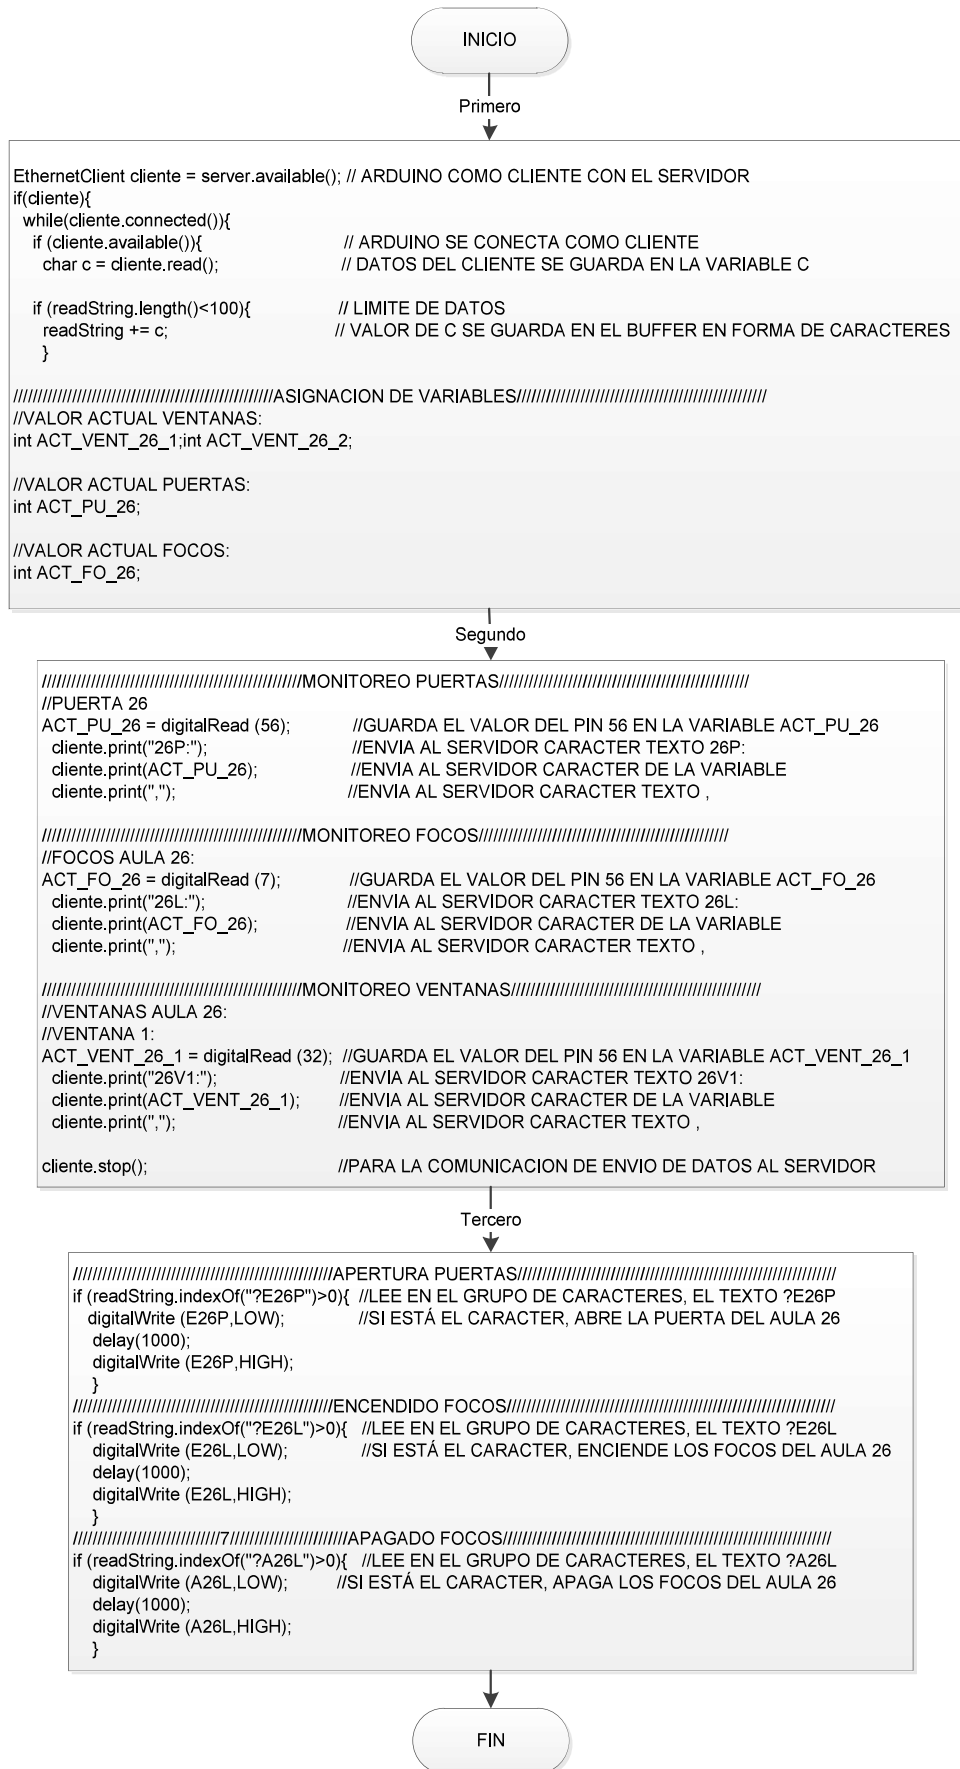 INICIO
Primero
EthernetClient cliente = server.available(); // ARDUINO COMO CLIENTE CON EL SERVIDOR
if(cliente){
while(cliente.connected()){
if (cliente.available()){ // ARDUINO SE CONECTA COMO CLIENTE
char c = cliente.read(); // DATOS DEL CLIENTE SE GUARDA EN LA VARIABLE C
if (readString.length()<100){ // LIMITE DE DATOS
readString += c; // VALOR DE C SE GUARDA EN EL BUFFER EN FORMA DE CARACTERES
}
/////////////////////////////////////////////////////ASIGNACION DE VARIABLES///////////////////////////////////////////////////
//VALOR ACTUAL VENTANAS:
int ACT_VENT_26_1;int ACT_VENT_26_2;
//VALOR ACTUAL PUERTAS:
int ACT_PU_26;
//VALOR ACTUAL FOCOS:
int ACT_FO_26;
Segundo
/////////////////////////////////////////////////////MONITOREO PUERTAS///////////////////////////////////////////////////
//PUERTA 26
ACT_PU_26 = digitalRead (56); //GUARDA EL VALOR DEL PIN 56 EN LA VARIABLE ACT_PU_26
cliente.print("26P:"); //ENVIA AL SERVIDOR CARACTER TEXTO 26P:
cliente.print(ACT_PU_26); //ENVIA AL SERVIDOR CARACTER DE LA VARIABLE
cliente.print(","); //ENVIA AL SERVIDOR CARACTER TEXTO ,
/////////////////////////////////////////////////////MONITOREO FOCOS///////////////////////////////////////////////////
//FOCOS AULA 26:
ACT_FO_26 = digitalRead (7); //GUARDA EL VALOR DEL PIN 56 EN LA VARIABLE ACT_FO_26
cliente.print("26L:"); //ENVIA AL SERVIDOR CARACTER TEXTO 26L:
cliente.print(ACT_FO_26); //ENVIA AL SERVIDOR CARACTER DE LA VARIABLE
cliente.print(","); //ENVIA AL SERVIDOR CARACTER TEXTO ,
/////////////////////////////////////////////////////MONITOREO VENTANAS///////////////////////////////////////////////////
//VENTANAS AULA 26:
//VENTANA 1:
ACT_VENT_26_1 = digitalRead (32); //GUARDA EL VALOR DEL PIN 56 EN LA VARIABLE ACT_VENT_26_1
cliente.print("26V1:"); //ENVIA AL SERVIDOR CARACTER TEXTO 26V1:
cliente.print(ACT_VENT_26_1); //ENVIA AL SERVIDOR CARACTER DE LA VARIABLE
cliente.print(","); //ENVIA AL SERVIDOR CARACTER TEXTO ,
cliente.stop(); //PARA LA COMUNICACION DE ENVIO DE DATOS AL SERVIDOR
Tercero
/////////////////////////////////////////////////////APERTURA PUERTAS/////////////////////////////////////////////////////////////////
if (readString.indexOf("?E26P")>0){ //LEE EN EL GRUPO DE CARACTERES, EL TEXTO ?E26P
digitalWrite (E26P,LOW); //SI ESTÁ EL CARACTER, ABRE LA PUERTA DEL AULA 26
delay(1000);
digitalWrite (E26P,HIGH);
}
/////////////////////////////////////////////////////ENCENDIDO FOCOS///////////////////////////////////////////////////////////////////
if (readString.indexOf("?E26L")>0){ //LEE EN EL GRUPO DE CARACTERES, EL TEXTO ?E26L
digitalWrite (E26L,LOW); //SI ESTÁ EL CARACTER, ENCIENDE LOS FOCOS DEL AULA 26
delay(1000);
digitalWrite (E26L,HIGH);
}
//////////////////////////////7////////////////////////APAGADO FOCOS///////////////////////////////////////////////////////////////////
if (readString.indexOf("?A26L")>0){ //LEE EN EL GRUPO DE CARACTERES, EL TEXTO ?A26L
digitalWrite (A26L,LOW); //SI ESTÁ EL CARACTER, APAGA LOS FOCOS DEL AULA 26
delay(1000);
digitalWrite (A26L,HIGH);
}
FIN